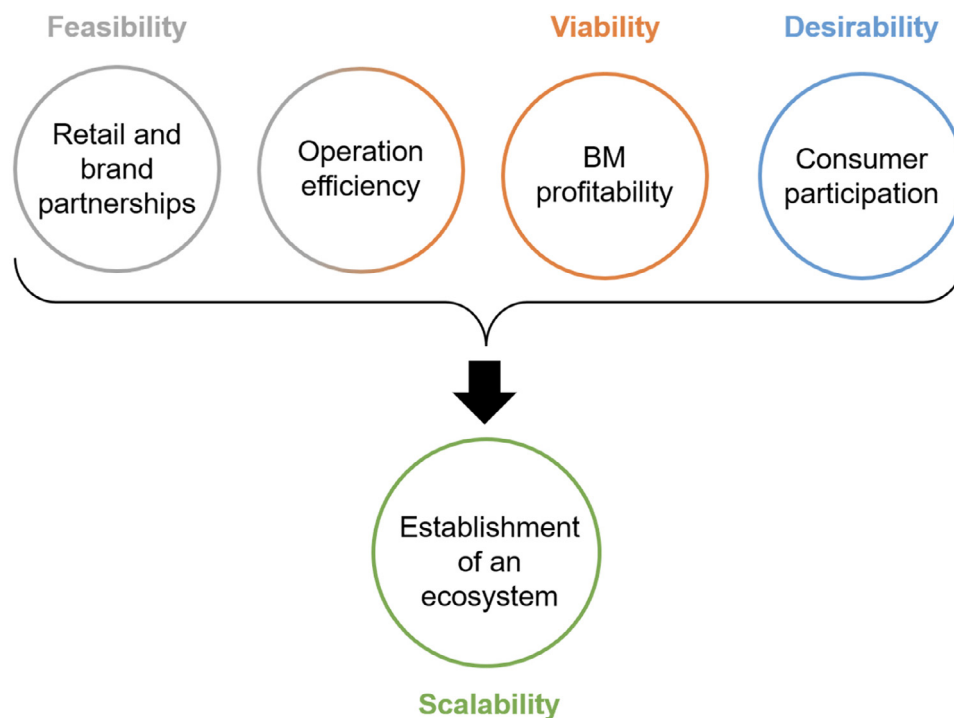 Feasibility
Viability
Desirability
Retail and
brand
partnerships
Operation
efficiency
BM
profitability
Consumer
participation
Establishment
of an
ecosystem
Scalability